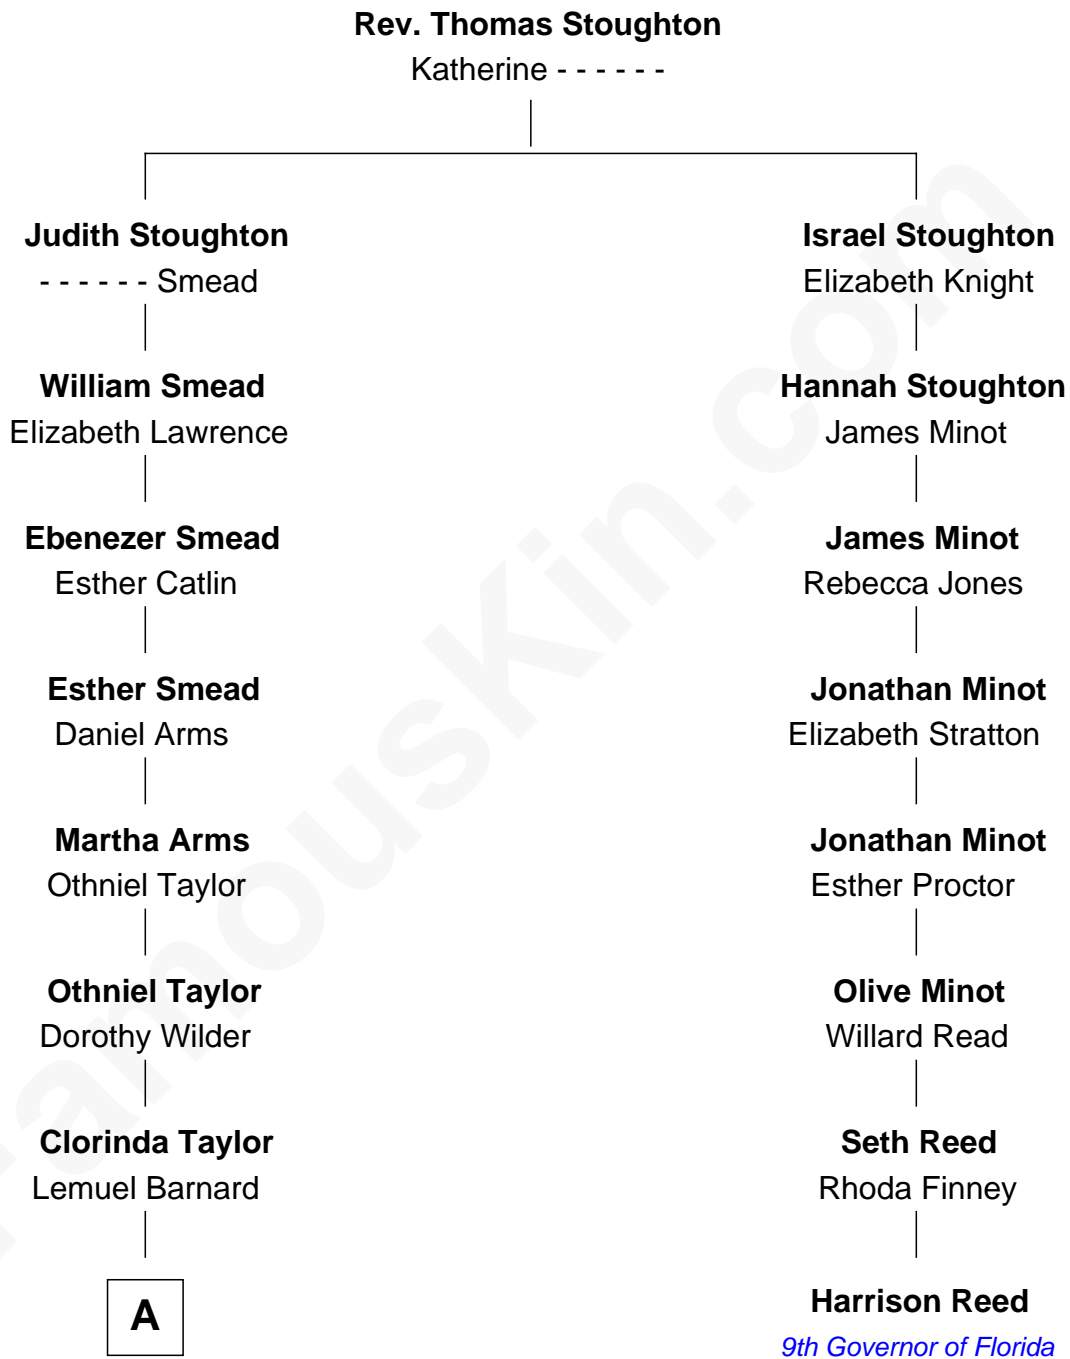 Rev. Thomas Stoughton
Katherine - - - - - -
Judith Stoughton
- - - - - - Smead
Israel Stoughton
Elizabeth Knight
William Smead
Elizabeth Lawrence
Hannah Stoughton
James Minot
Ebenezer Smead
Esther Catlin
James Minot
Rebecca Jones
Esther Smead
Daniel Arms
Jonathan Minot
Elizabeth Stratton
Martha Arms
Othniel Taylor
Jonathan Minot
Esther Proctor
Othniel Taylor
Dorothy Wilder
Olive Minot
Willard Read
Clorinda Taylor
Lemuel Barnard
Seth Reed
Rhoda Finney
A
Harrison Reed
9th Governor of Florida
FamousKin.com